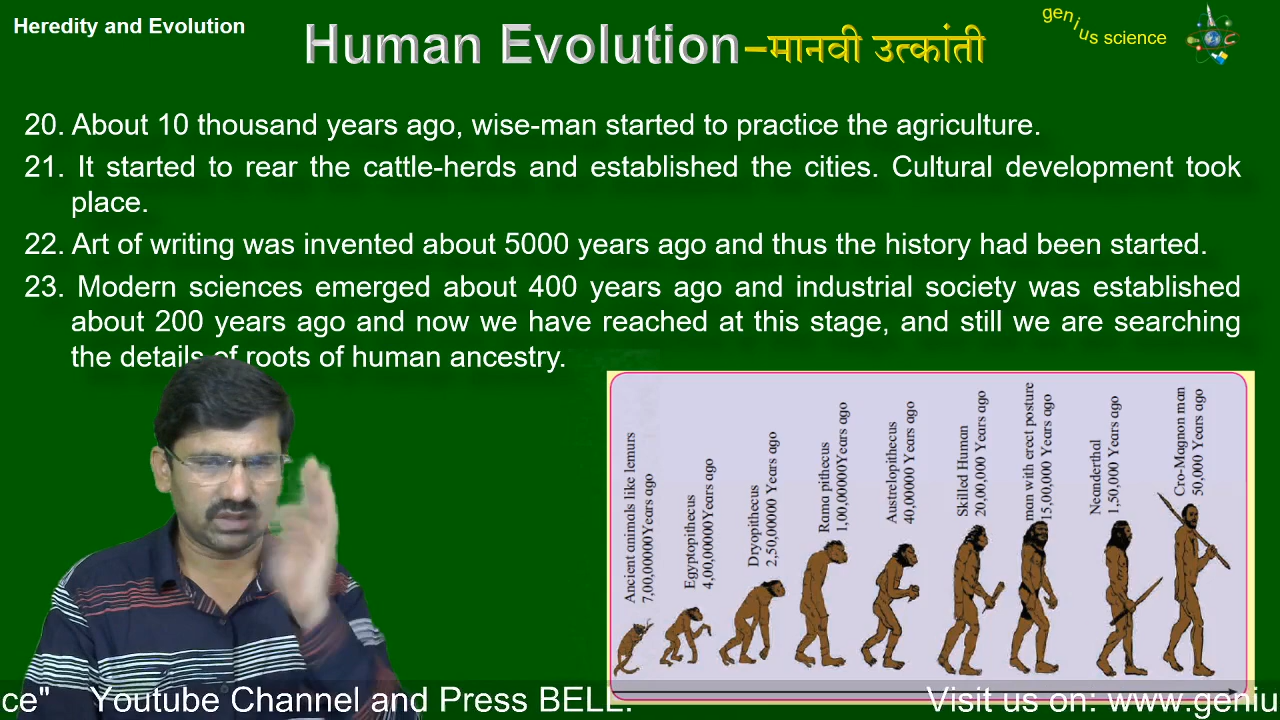 Heredity and Evolution
Human Evolution–मानवी उत्कांती
genius science
20. About 10 thousand years ago, wise-man started to practice the agriculture.
21. It started to rear the cattle-herds and established the cities. Cultural development took
place.
22. Art of writing was invented about 5000 years ago and thus the history had been started.
23. Modern sciences emerged about 400 years ago and industrial society was established
about 200 years ago and now we have reached at this stage, and still we are searching
the details of roots of human ancestry.
Ancient animals like lemurs
7,00,00000Years ago
Egyptopithecus
4,00,00000Years ago
Dryopithecus
2,50,00000 Years ago
Rama pithecus
1,00,00000Years ago
Austrelopithecus
40,00000 Years ago
Skilled Human
20,00,000 Years ago
man with erect posture
15,00,000 Years ago
Neanderthal
1,50,000 Years ago
Cro-Magnon man
50,000 Years ago
ce" Youtube Channel and Press BELL. Visit us on: www.geniu